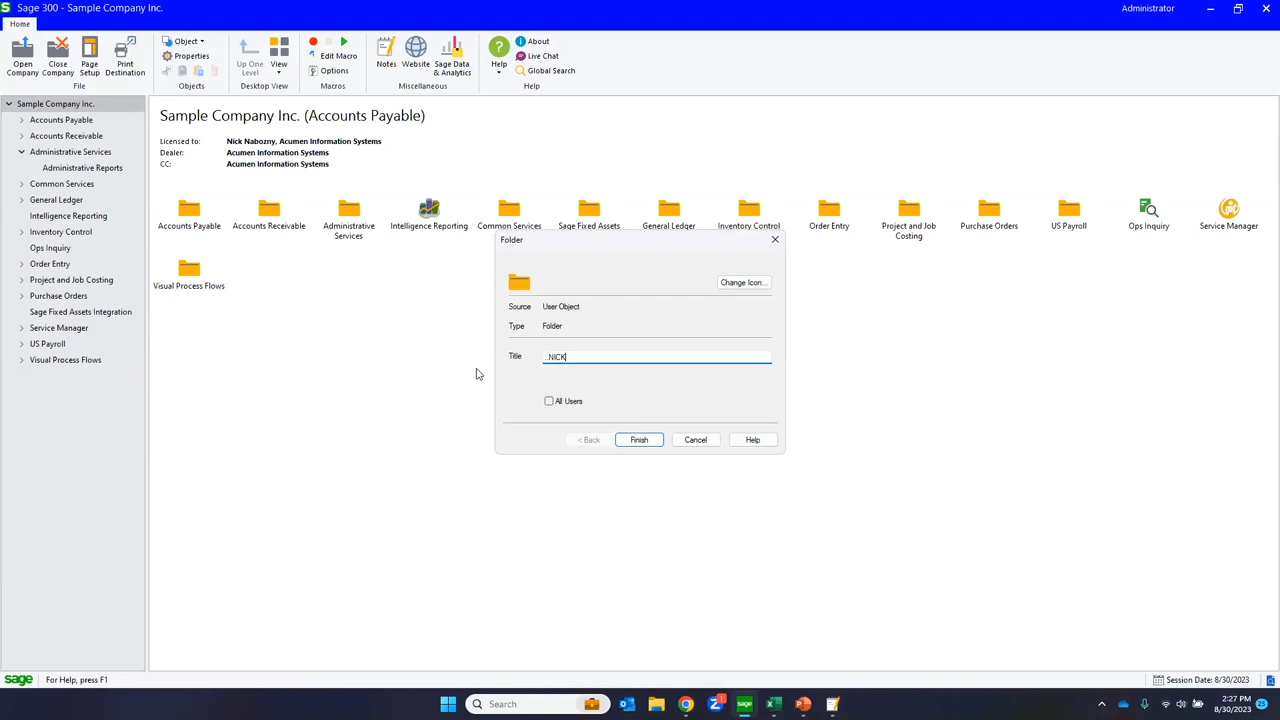 Sage 300 - Sample Company Inc.
Administrator
Home
Open Company
Close Company
Page Setup
Print Destination
File
Object
Properties
Objects
Up One Level
View
Desktop View
Edit Macro
Options
Macros
Notes
Website
Sage Data & Analytics
Miscellaneous
Help
About
Live Chat
Global Search
Help
Sample Company Inc.
Accounts Payable
Accounts Receivable
Administrative Services
Administrative Reports
Common Services
General Ledger
Intelligence Reporting
Inventory Control
Ops Inquiry
Order Entry
Project and Job Costing
Purchase Orders
Sage Fixed Assets Integration
Service Manager
US Payroll
Visual Process Flows
Sample Company Inc. (Accounts Payable)
Licensed to: Nick Nabozny, Acumen Information Systems
Dealer: Acumen Information Systems
CC: Acumen Information Systems
Accounts Payable
Accounts Receivable
Administrative Services
Intelligence Reporting
Common Services
Sage Fixed Assets
General Ledger
Inventory Control
Order Entry
Project and Job Costing
Purchase Orders
US Payroll
Ops Inquiry
Service Manager
Visual Process Flows
Folder
Change Icon...
Source User Object
Type Folder
Title ..NICK
All Users
< Back
Finish
Cancel
Help
sage
For Help, press F1
Session Date: 8/30/2023
Search
sage
1
2:27 PM
8/30/2023